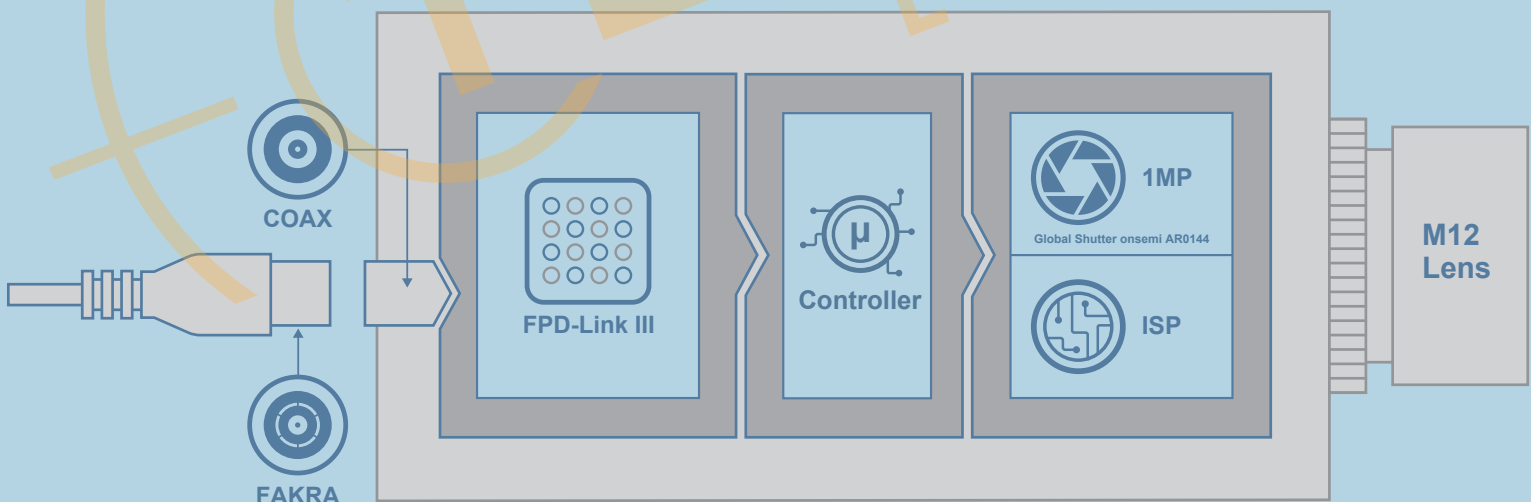 COAX
FAKRA
FPD-Link III
µ
Controller
1MP
Global Shutter onsemi AR0144
ISP
M12
Lens